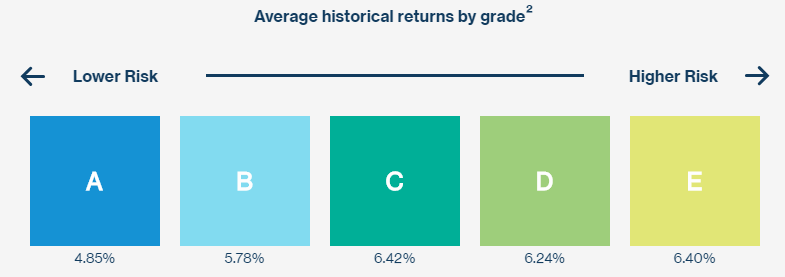 Average historical returns by grade²
Lower Risk
Higher Risk
A
B
C
D
E
4.85%
5.78%
6.42%
6.24%
6.40%